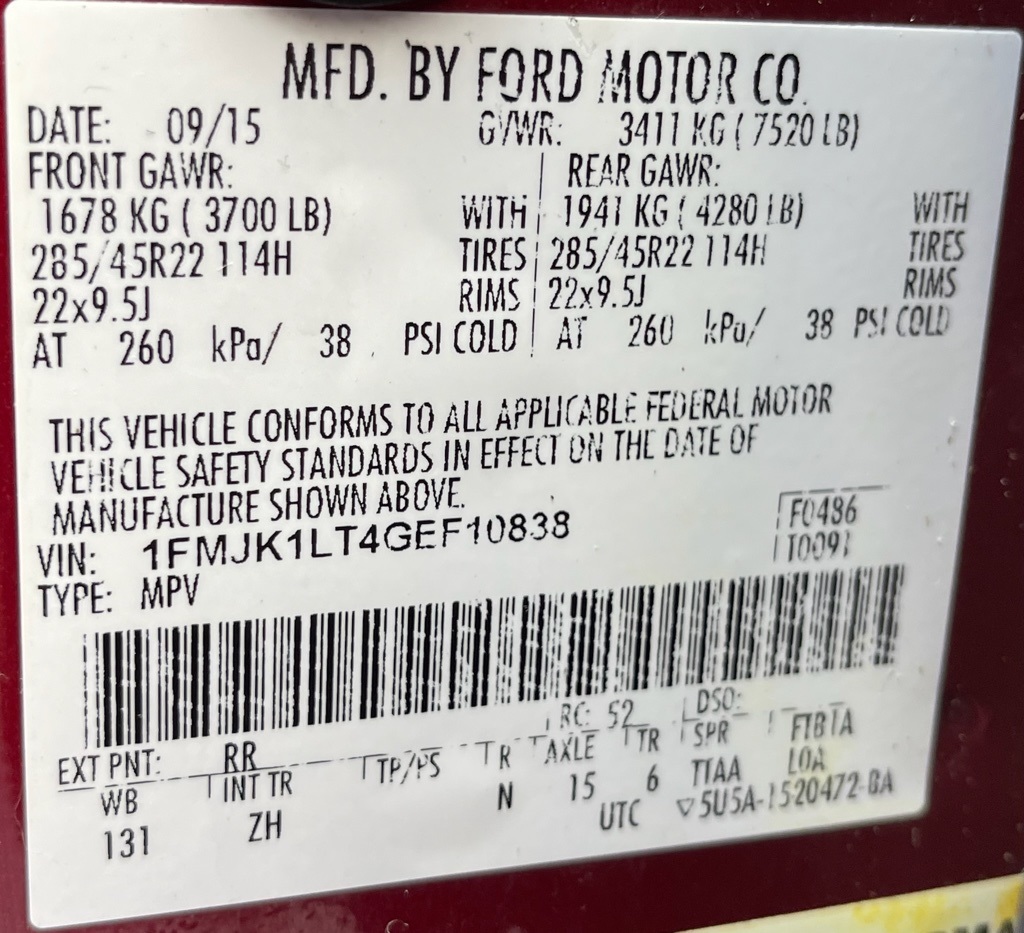 MFD. BY FORD MOTOR CO.
DATE: 09/15 GVWR: 3411 KG ( 7520 LB)
FRONT GAWR: REAR GAWR:
1678 KG ( 3700 LB) WITH 1941 KG ( 4280 LB) WITH
285/45R22 114H TIRES 285/45R22 114H TIRES
22x9.5J RIMS 22x9.5J RIMS
AT 260 kPa/ 38 PSI COLD AT 260 kPa/ 38 PSI COLD
THIS VEHICLE CONFORMS TO ALL APPLICABLE FEDERAL MOTOR
VEHICLE SAFETY STANDARDS IN EFFECT ON THE DATE OF
MANUFACTURE SHOWN ABOVE.
VIN: 1FMJK1LT4GEF10838 F0486
TYPE: MPV T0091
RC: 52 DSO:
EXT PNT: RR
WB INT TR TP/PS R AXLE TR SPR F1B1A
131 ZH N 15 6 TTAA LOA
UTC ▽5U5A-1520472-BA